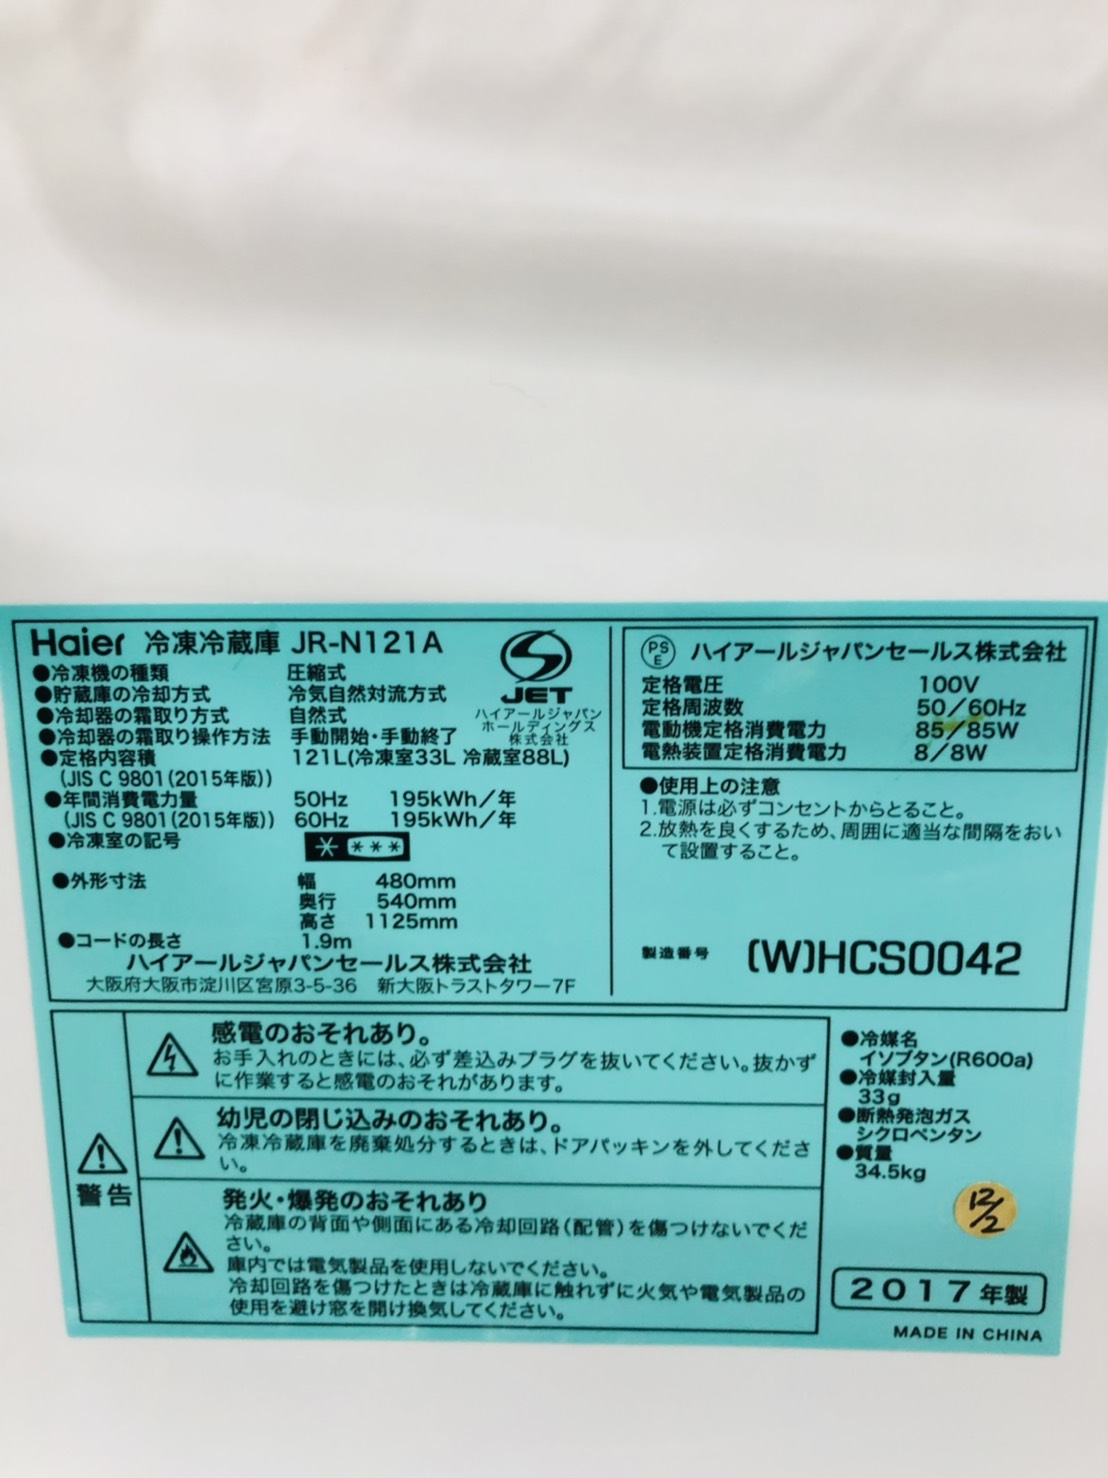 Haier 冷凍冷蔵庫 JR-N121A
●冷凍機の種類 圧縮式
●貯蔵庫の冷却方式 冷気自然対流方式
●冷却器の霜取り方式 自然式
●冷却器の霜取り操作方法 手動開始・手動終了
●定格内容積 121L(冷凍室33L 冷蔵室88L)
(JIS C 9801(2015年版))
●年間消費電力量 50Hz 195kWh/年
(JIS C 9801(2015年版)) 60Hz 195kWh/年
●冷凍室の記号
●外形寸法 幅 480mm
奥行 540mm
高さ 1125mm
●コードの長さ 1.9m
ハイアールジャパンセールス株式会社
大阪府大阪市淀川区宮原3-5-36 新大阪トラストタワー7F
JET
ハイアールジャパン
ホールディングス
株式会社
PS
E
ハイアールジャパンセールス株式会社
定格電圧 100V
定格周波数 50/60Hz
電動機定格消費電力 85/85W
電熱装置定格消費電力 8/8W
●使用上の注意
1.電源は必ずコンセントからとること。
2.放熱を良くするため、周囲に適当な間隔をおい
て設置すること。
製造番号 (W)HCS0042
警告
感電のおそれあり。
お手入れのときには、必ず差込みプラグを抜いてください。抜かず
に作業すると感電のおそれがあります。
幼児の閉じ込みのおそれあり。
冷凍冷蔵庫を廃棄処分するときは、ドアパッキンを外してくださ
い。
発火・爆発のおそれあり
冷蔵庫の背面や側面にある冷却回路(配管)を傷つけないでくだ
さい。
庫内では電気製品を使用しないでください。
冷却回路を傷つけたときは冷蔵庫に触れずに火気や電気製品の
使用を避け窓を開け換気してください。
●冷媒名
イソブタン(R600a)
●冷媒封入量
33g
●断熱発泡ガス
シクロペンタン
●質量
34.5kg
12/2
2017年製
MADE IN CHINA